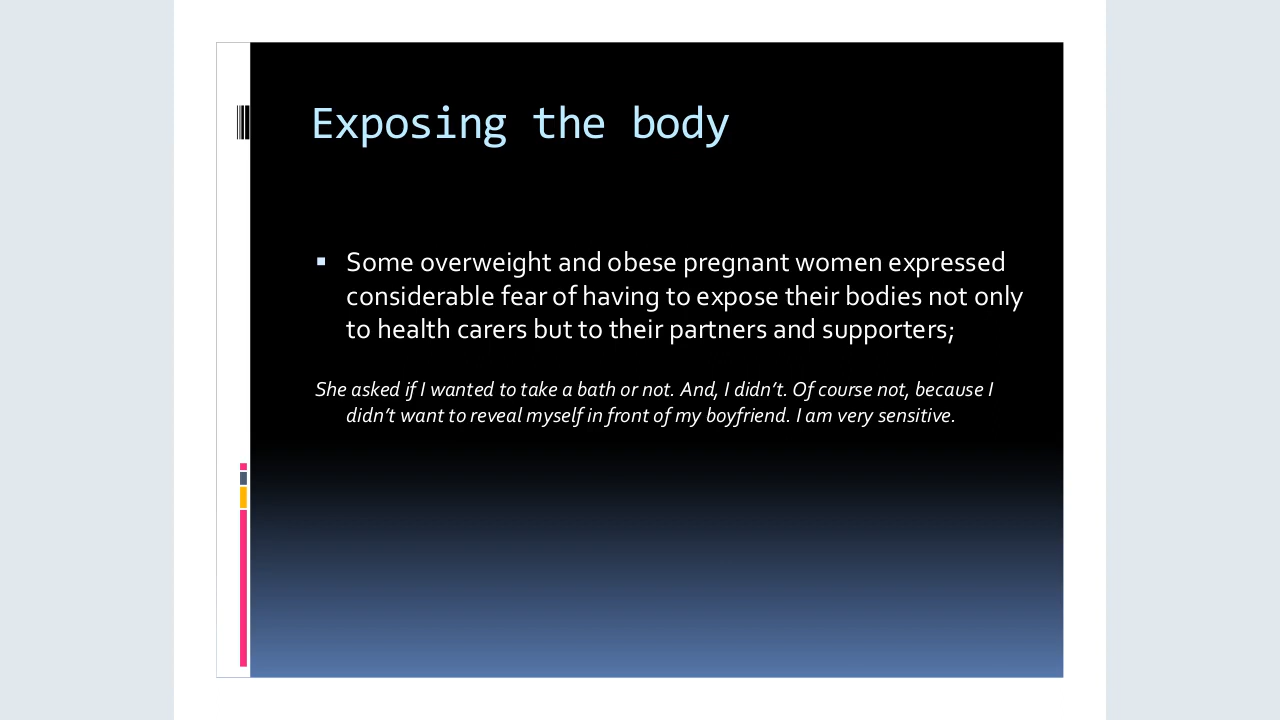 Exposing the body
▪ Some overweight and obese pregnant women expressed
considerable fear of having to expose their bodies not only
to health carers but to their partners and supporters;
She asked if I wanted to take a bath or not. And, I didn’t. Of course not, because I
didn’t want to reveal myself in front of my boyfriend. I am very sensitive.